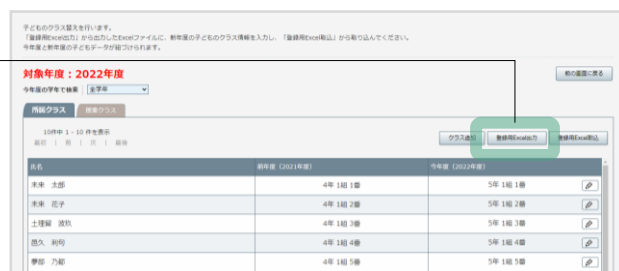 子どものクラス替えを行います。
「登録用Excel出力」から出力したExcelファイルに、新年度の子どものクラス情報を入力し、「登録用Excel取込」から取り込んでください。
今年度と新年度の子どもデータが紐づけられます。
対象年度：2022年度
前の画面に戻る
今年度の学年で検索 全学年
所属クラス 授業クラス
10件中 1 - 10 件を表示
最初 | 前 | 次 | 最後
クラス追加 登録用Excel出力 登録用Excel取込
氏名 前年度（2021年度） 今年度（2022年度）
未来 太郎 4年 1組 1番 5年 1組 1番
未来 花子 4年 1組 2番 5年 1組 2番
土理留 波玖 4年 1組 3番 5年 1組 3番
邑久 利句 4年 1組 4番 5年 1組 4番
夢部 乃郁 4年 1組 5番 5年 1組 5番